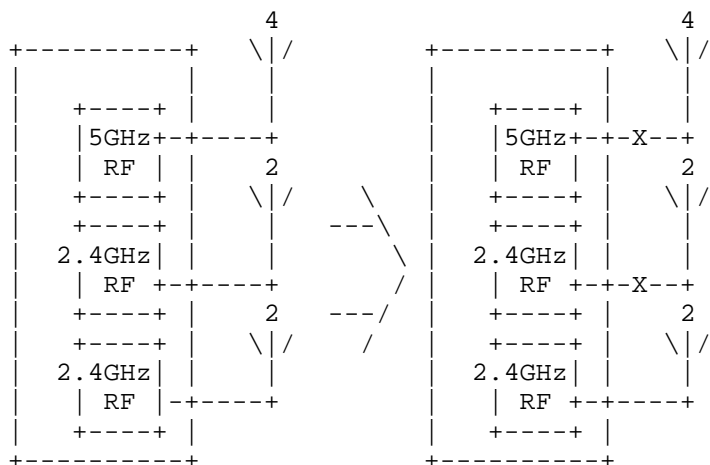 4 4
5GHz 5GHz
RF 2 RF 2
2.4GHz 2.4GHz
RF RF X
2 2
2.4GHz 2.4GHz
RF RF